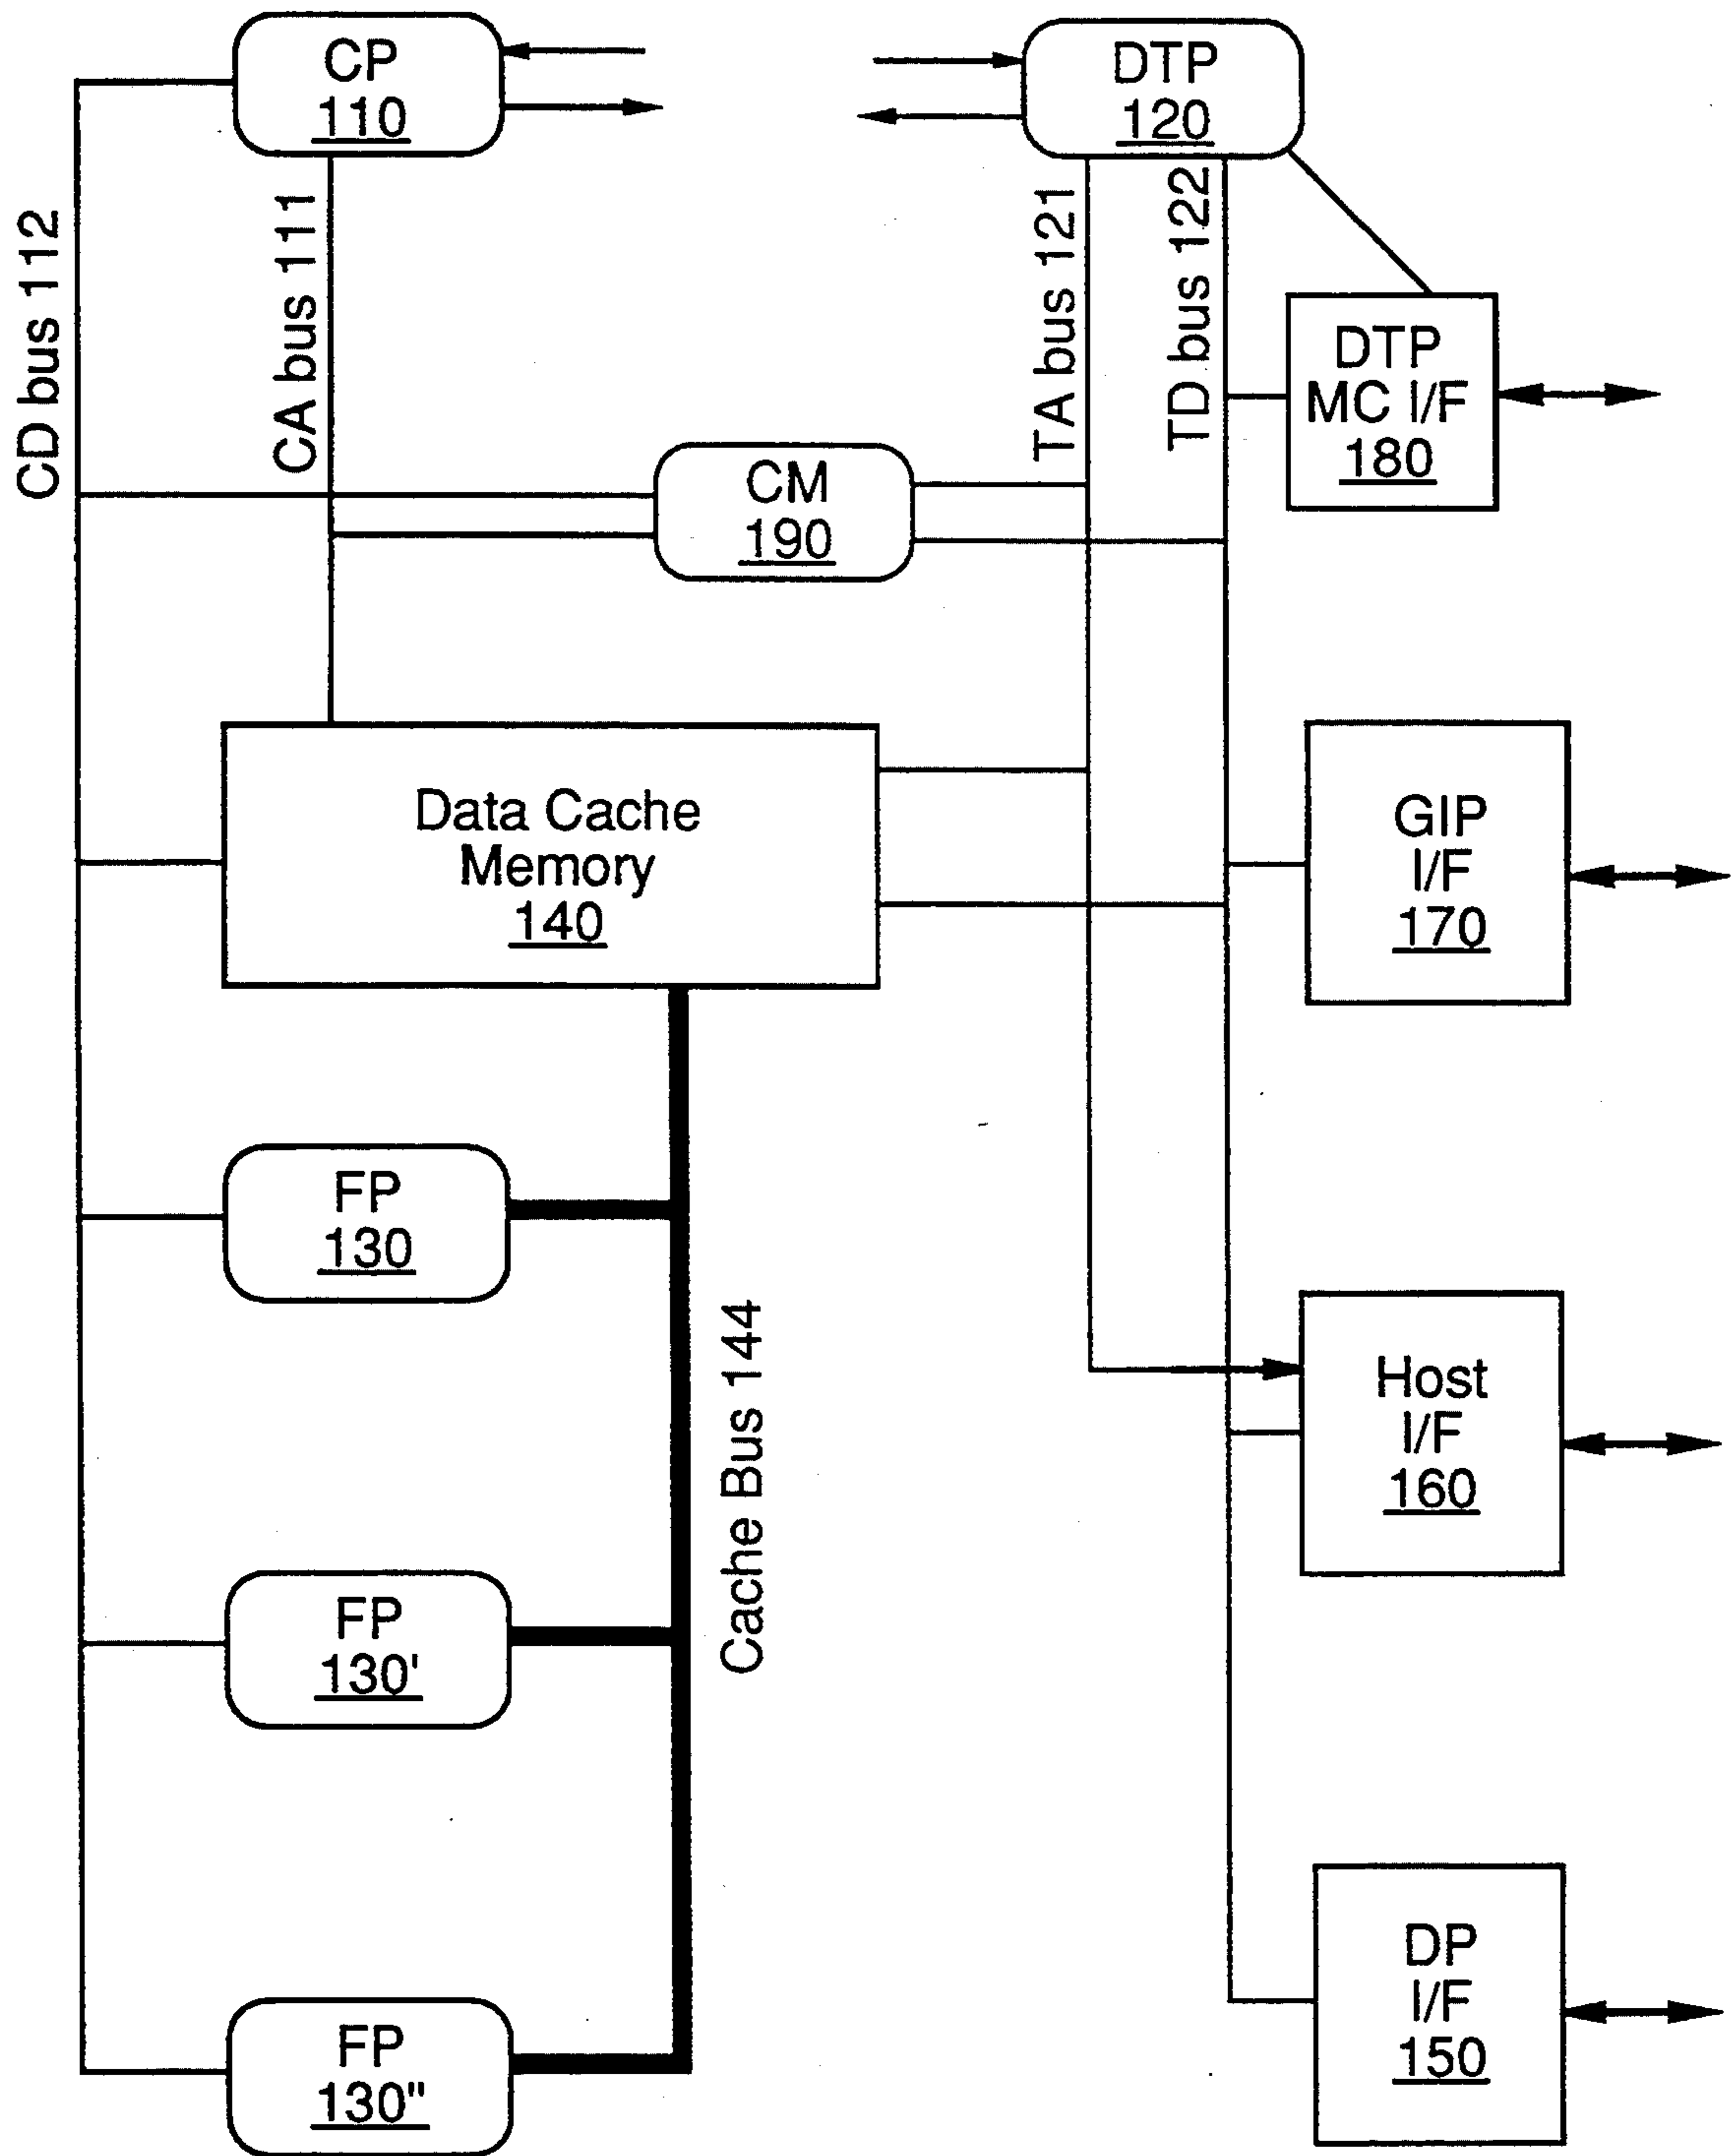 CP
110
DTP
120
CD bus 112
CA bus 111
TA bus 121
TD bus 122
DTP
MC I/F
180
CM
190
Data Cache
Memory
140
GIP
I/F
170
FP
130
Cache Bus 144
Host
I/F
160
FP
130'
DP
I/F
150
FP
130"